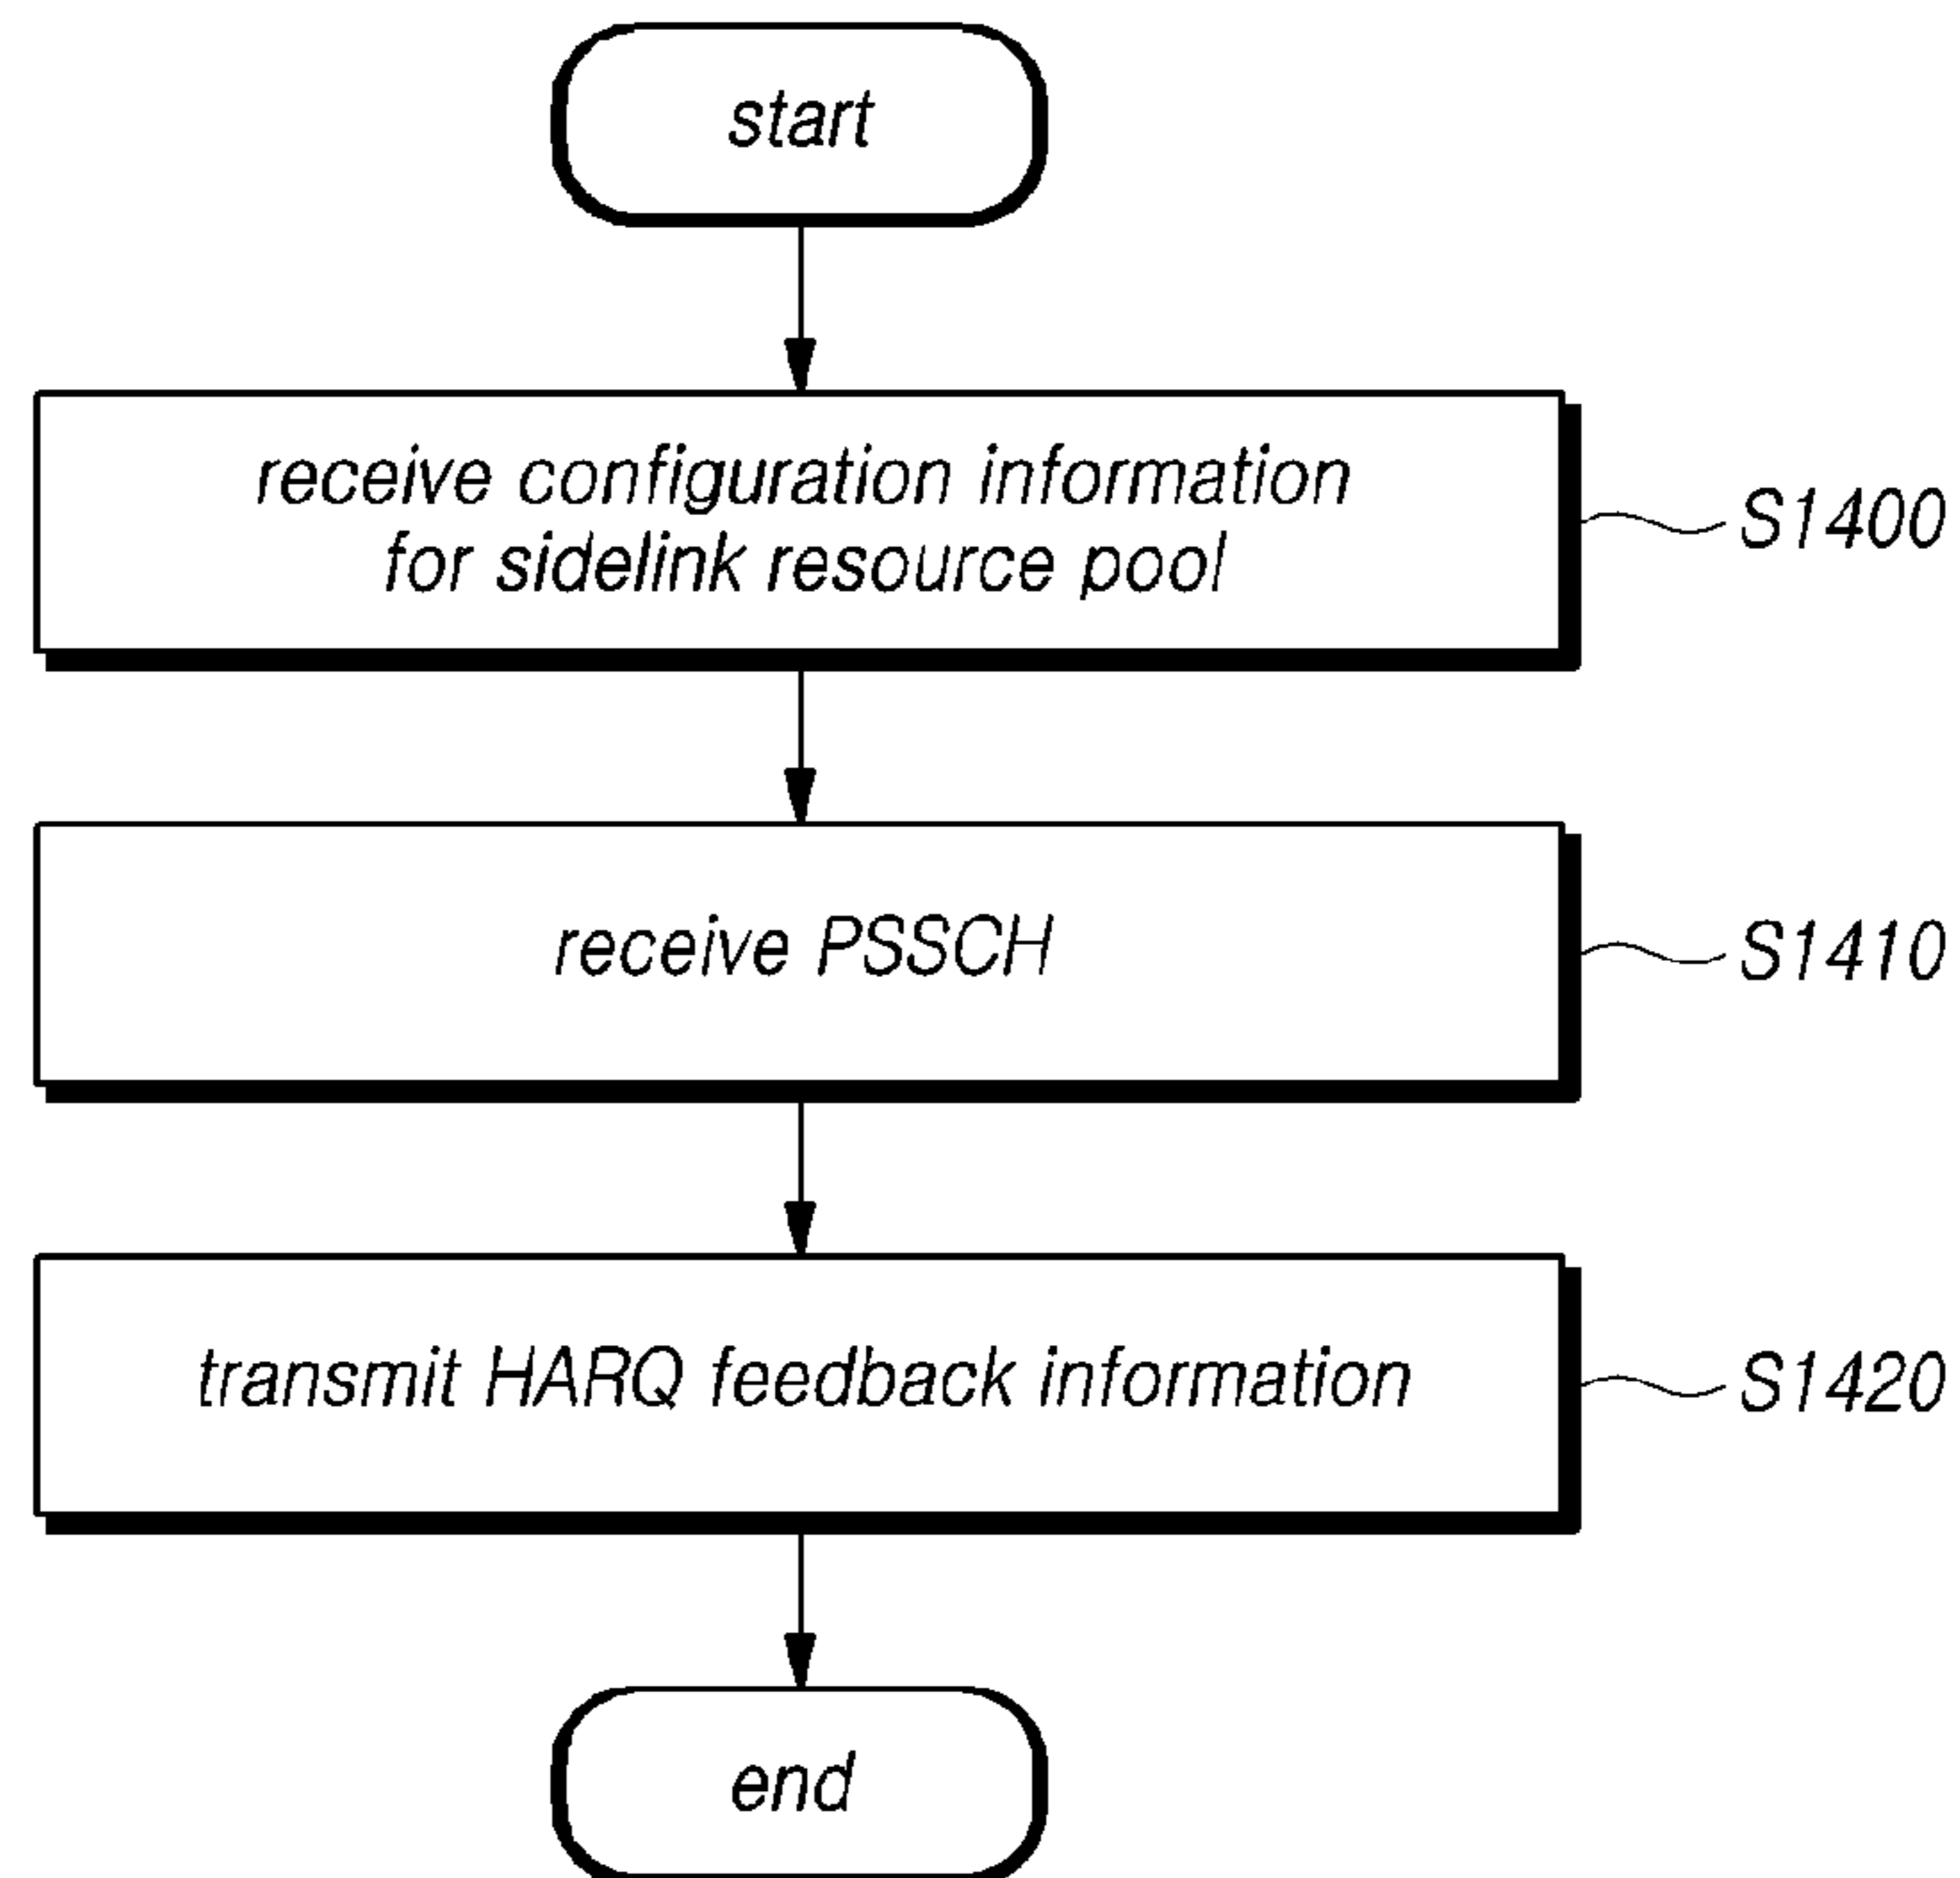 start
receive configuration information
for sidelink resource pool
S1400
receive PSSCH
S1410
transmit HARQ feedback information
S1420
end